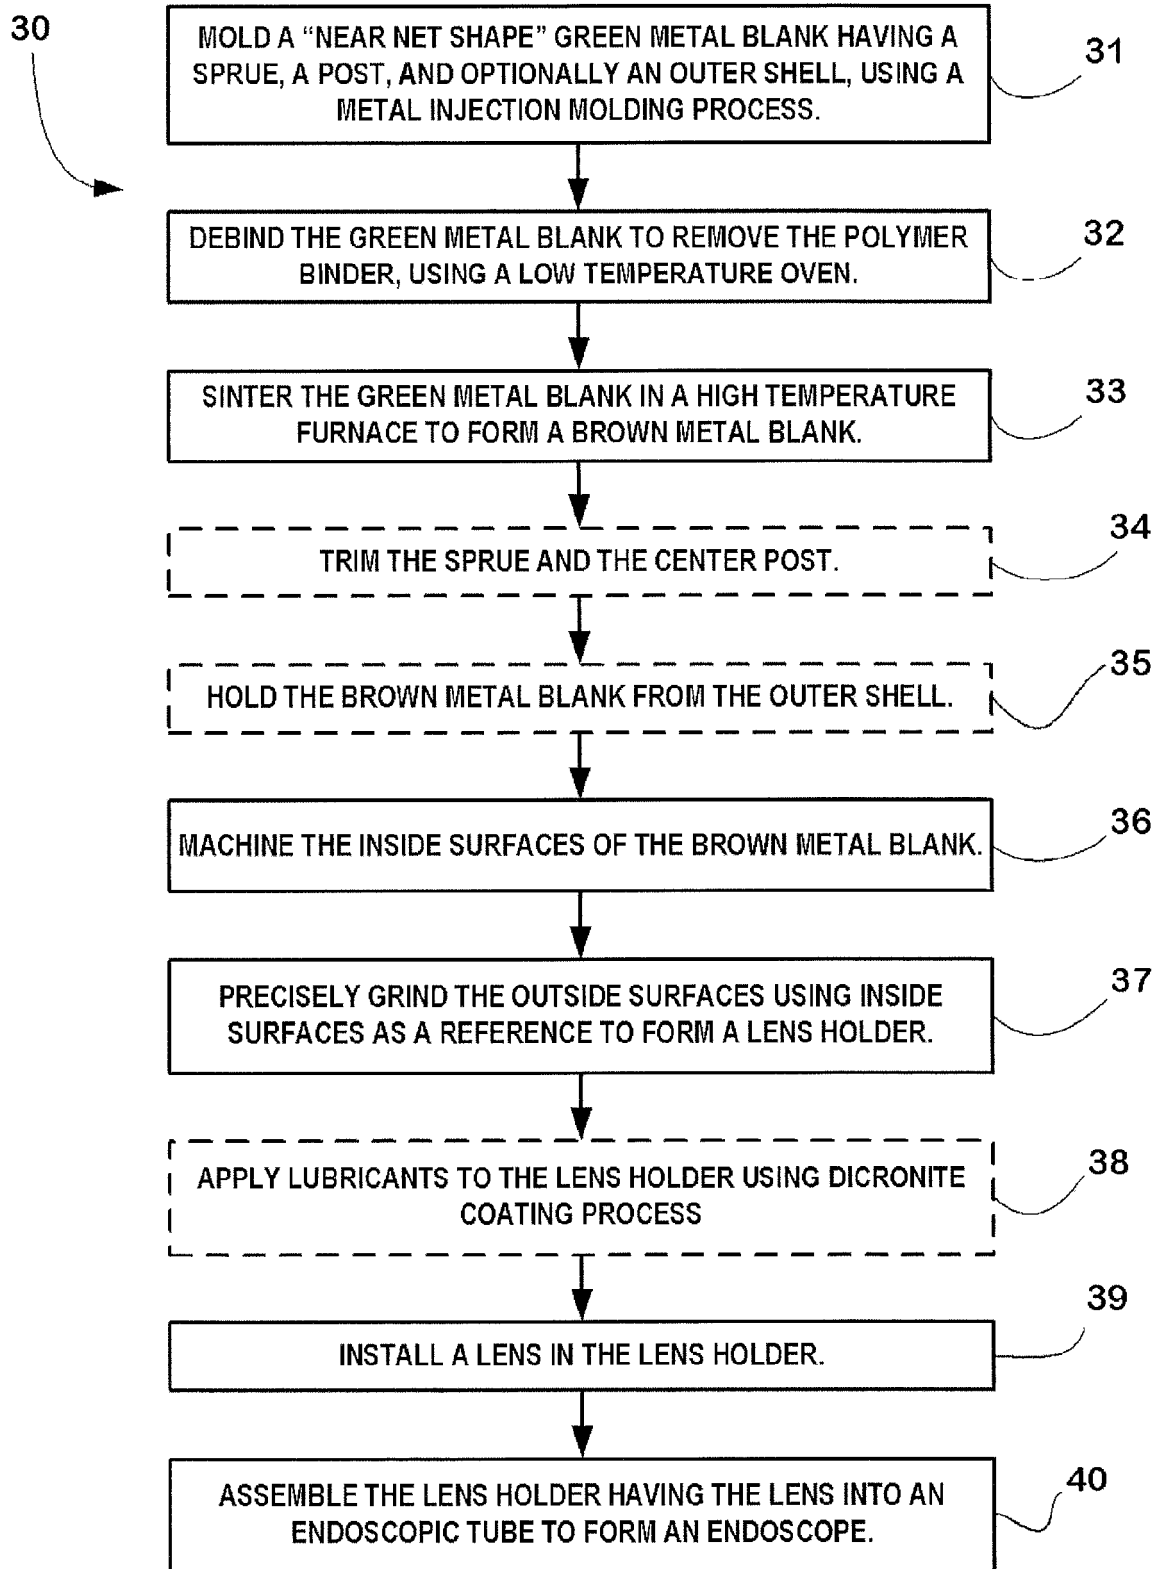 30
MOLD A “NEAR NET SHAPE” GREEN METAL BLANK HAVING A
SPRUE, A POST, AND OPTIONALLY AN OUTER SHELL, USING A
METAL INJECTION MOLDING PROCESS.
31
DEBIND THE GREEN METAL BLANK TO REMOVE THE POLYMER
BINDER, USING A LOW TEMPERATURE OVEN.
32
SINTER THE GREEN METAL BLANK IN A HIGH TEMPERATURE
FURNACE TO FORM A BROWN METAL BLANK.
33
TRIM THE SPRUE AND THE CENTER POST.
34
HOLD THE BROWN METAL BLANK FROM THE OUTER SHELL.
35
MACHINE THE INSIDE SURFACES OF THE BROWN METAL BLANK.
36
PRECISELY GRIND THE OUTSIDE SURFACES USING INSIDE
SURFACES AS A REFERENCE TO FORM A LENS HOLDER.
37
APPLY LUBRICANTS TO THE LENS HOLDER USING DICRONITE
COATING PROCESS
38
INSTALL A LENS IN THE LENS HOLDER.
39
ASSEMBLE THE LENS HOLDER HAVING THE LENS INTO AN
ENDOSCOPIC TUBE TO FORM AN ENDOSCOPE.
40